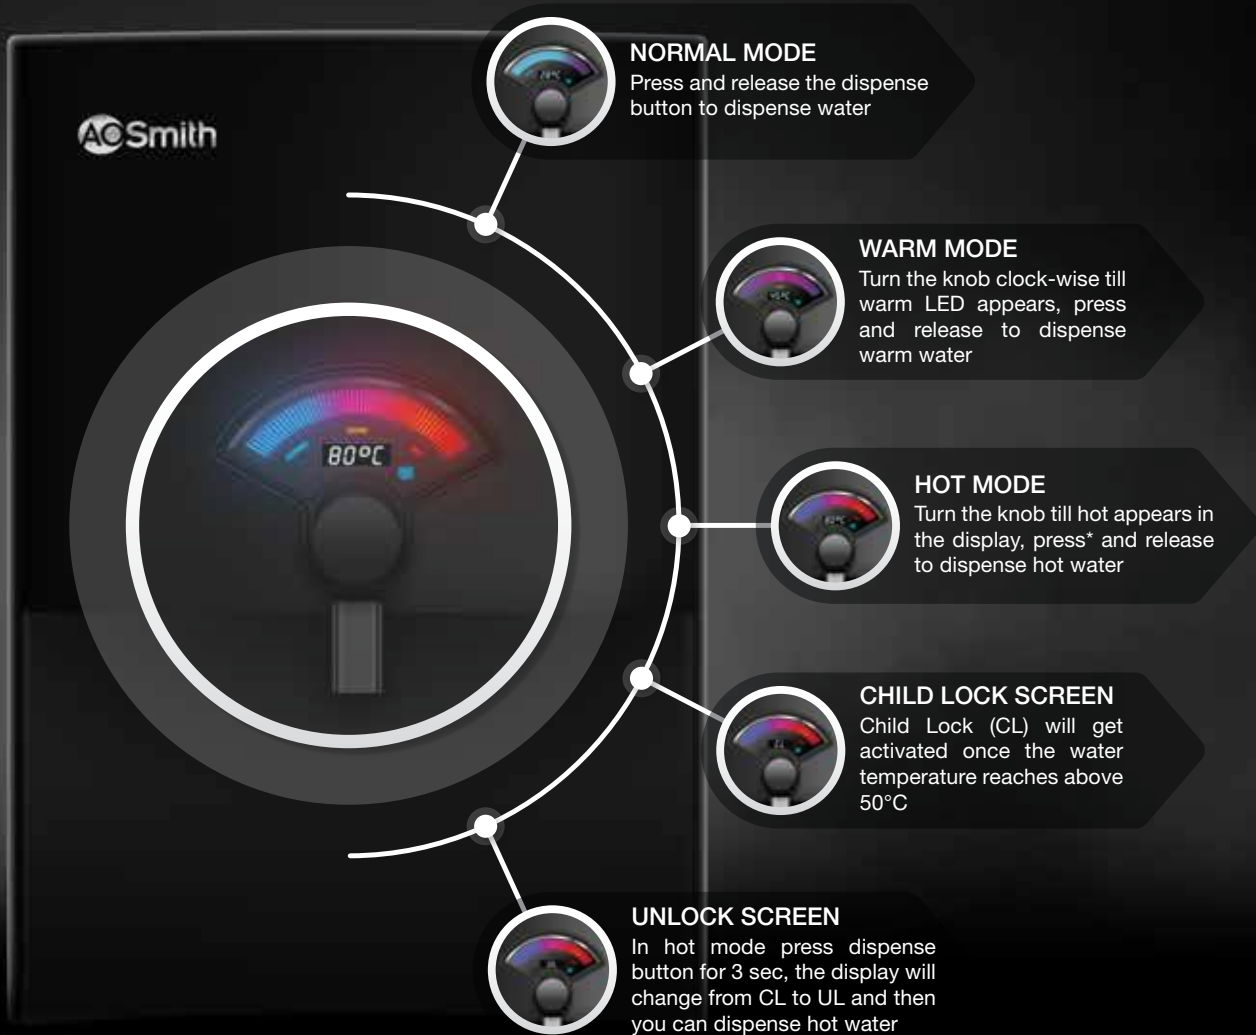 AOSmith
NORMAL MODE
Press and release the dispense
button to dispense water
WARM MODE
Turn the knob clock-wise till
warm LED appears, press
and release to dispense
warm water
80°C
HOT MODE
Turn the knob till hot appears in
the display, press* and release
to dispense hot water
CHILD LOCK SCREEN
Child Lock (CL) will get
activated once the water
temperature reaches above
50°C
UNLOCK SCREEN
In hot mode press dispense
button for 3 sec, the display will
change from CL to UL and then
you can dispense hot water